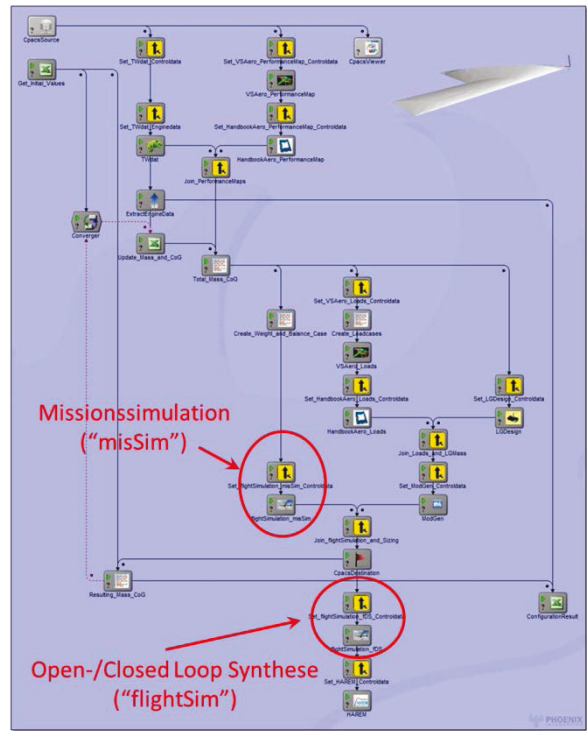 CpacsSource
Set_TWdat_Controldata
Set_VSAero_PerformanceMap_Controldata
CpacsViewer
Get_Initial_Values
VSAero_PerformanceMap
Set_TWdat_Enginedata
Set_HandbookAero_PerformanceMap_Controldata
TWdat
HandbookAero_PerformanceMap
Join_PerformanceMaps
ExtractEngineData
Converger
Update_Mass_and_CoG
Total_Mass_CoG
Set_VSAero_Loads_Controldata
Create_Weight_and_Balance_Case
Create_Loadcases
VSAero_Loads
Set_HandbookAero_Loads_Controldata
Set_LGDesign_Controldata
Missionssimulation
("misSim")
HandbookAero_Loads
LGDesign
Join_Loads_and_LGMass
Set_flightSimulation_misSim_Controldata
Set_ModGen_Controldata
flightSimulation_misSim
ModGen
Join_flightSimulation_and_Sizing
CpacsDestination
Resulting_Mass_CoG
Set_flightSimulation_fDS_Controldata
ConfigurationResult
flightSimulation_fDS
Open-/Closed Loop Synthese
("flightSim")
Set_HAREM_Controldata
HAREM
PHOENIX